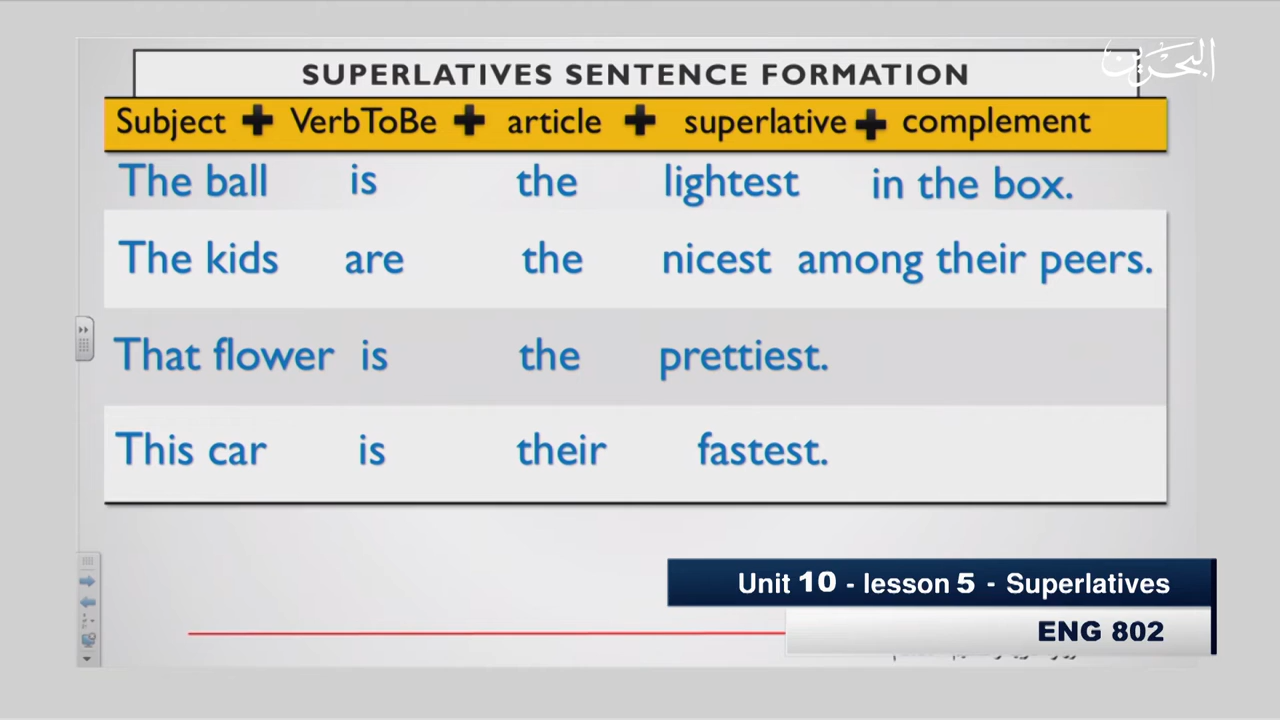 البحرين
SUPERLATIVES SENTENCE FORMATION
Subject + VerbToBe + article + superlative + complement
The ball is the lightest in the box.
The kids are the nicest among their peers.
That flower is the prettiest.
This car is their fastest.
Unit 10 - lesson 5 - Superlatives
ENG 802